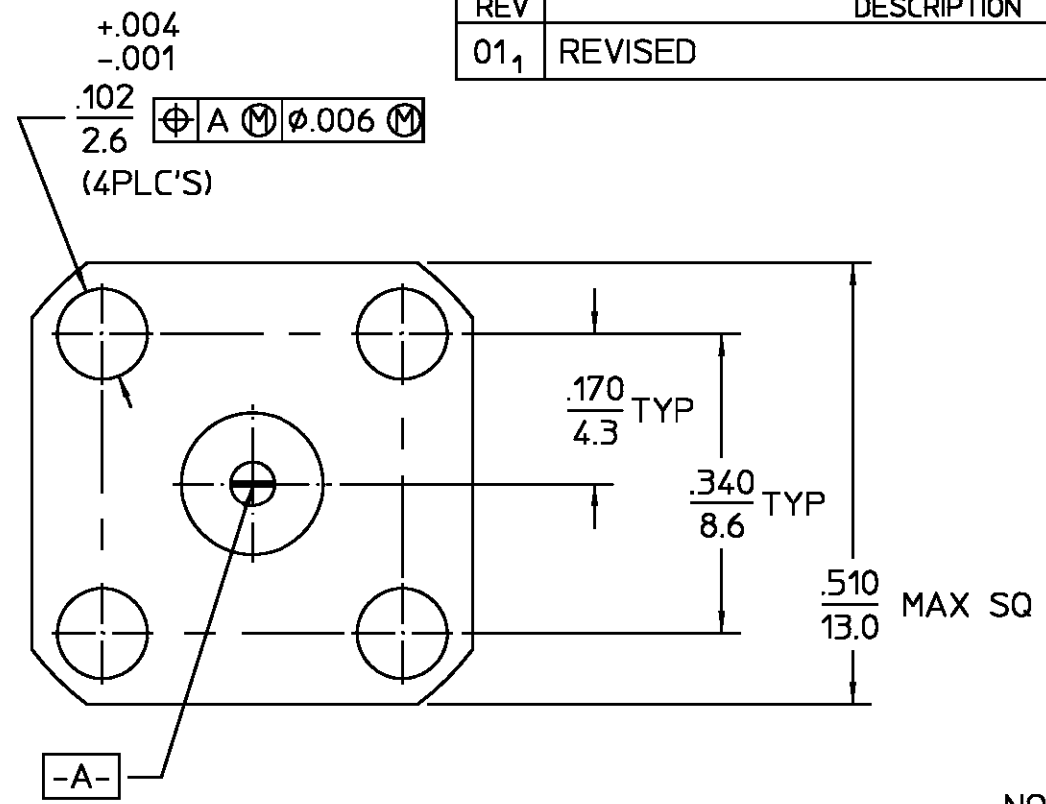 REV DESCRIPTION
01₁ REVISED
+.004
-.001
.102
2.6
⌖ A Ⓜ ⌀.006 Ⓜ
(4PLC'S)
.170
4.3
TYP
.340
8.6
TYP
.510
13.0
MAX SQ
-A-